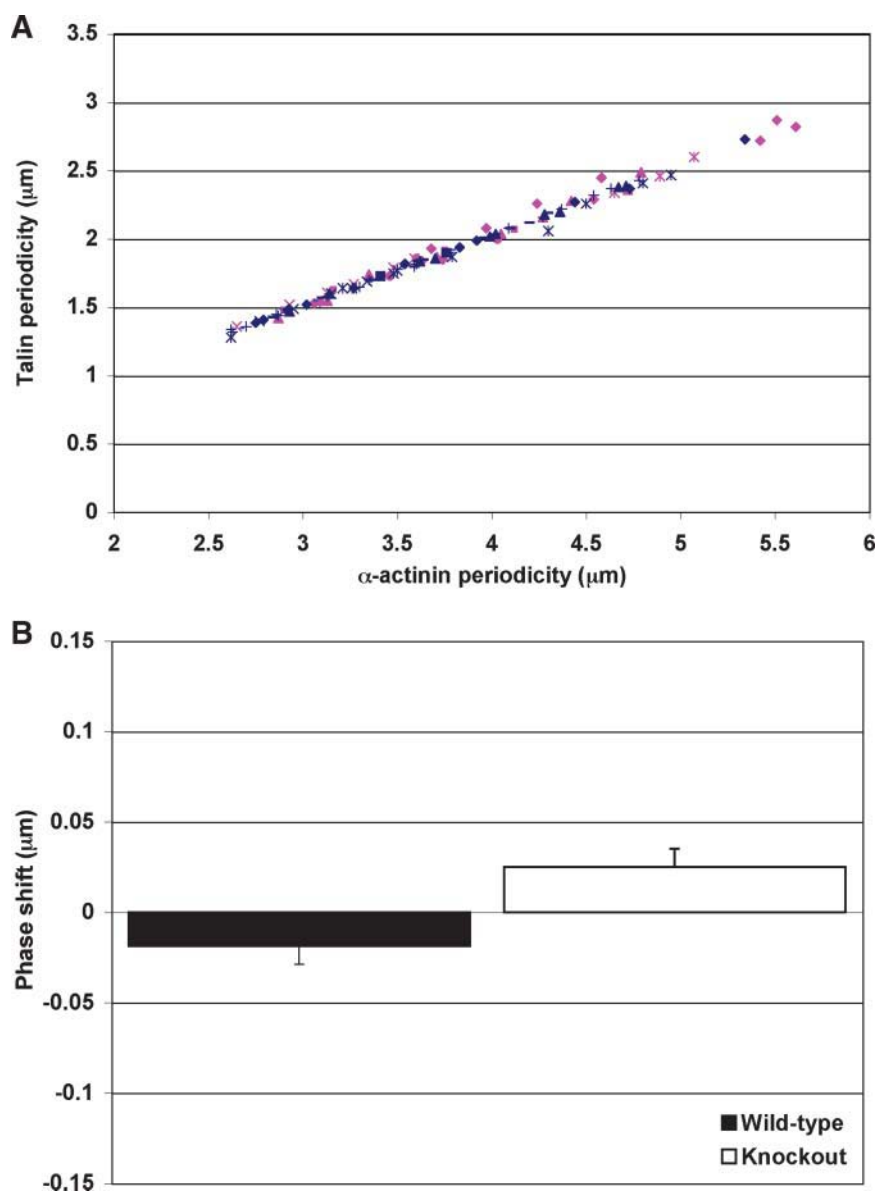 A
3.5
3
2.5
2
1.5
1
0.5
0
Talin periodicity (μm)
2 2.5 3 3.5 4 4.5 5 5.5 6
α-actinin periodicity (μm)
B
0.15
0.1
0.05
0
-0.05
-0.1
-0.15
Phase shift (μm)
Wild-type
Knockout